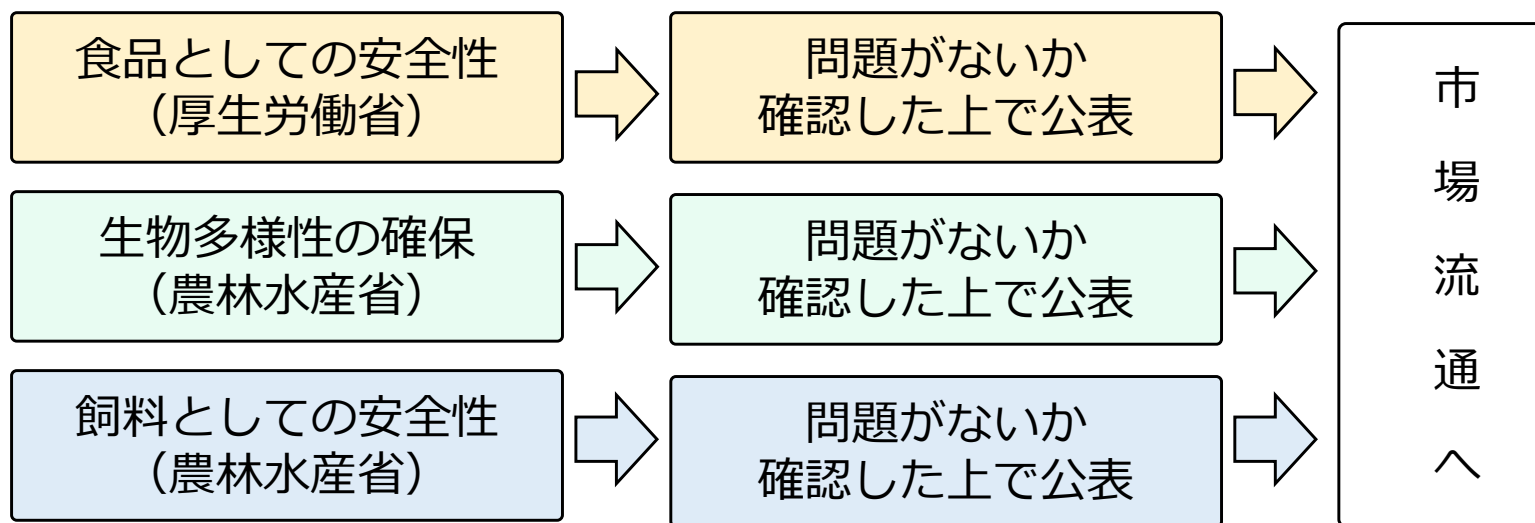 食品としての安全性
（厚生労働省）
問題がないか
確認した上で公表
生物多様性の確保
（農林水産省）
問題がないか
確認した上で公表
飼料としての安全性
（農林水産省）
問題がないか
確認した上で公表
市場流通へ